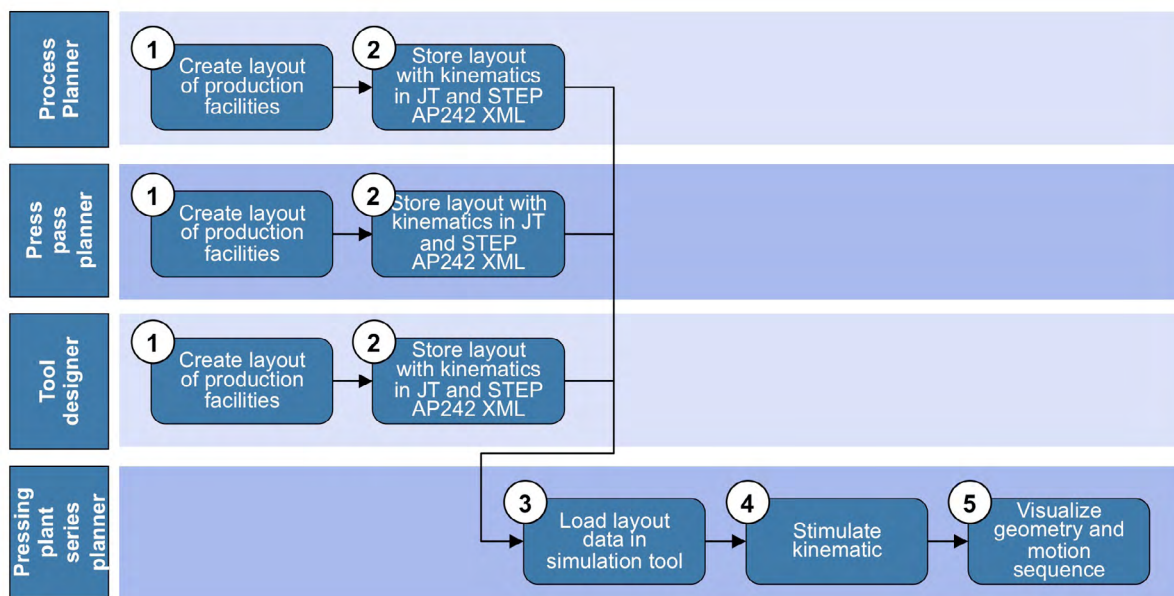 Process
Planner
1
Create layout
of production
facilities
2
Store layout
with kinematics
in JT and STEP
AP242 XML
Press
pass
planner
1
Create layout
of production
facilities
2
Store layout with
kinematics in JT
and STEP
AP242 XML
Tool
designer
1
Create layout
of production
facilities
2
Store layout
with kinematics
in JT and STEP
AP242 XML
Pressing
plant
series
planner
3
Load layout
data in
simulation tool
4
Stimulate
kinematic
5
Visualize
geometry and
motion
sequence